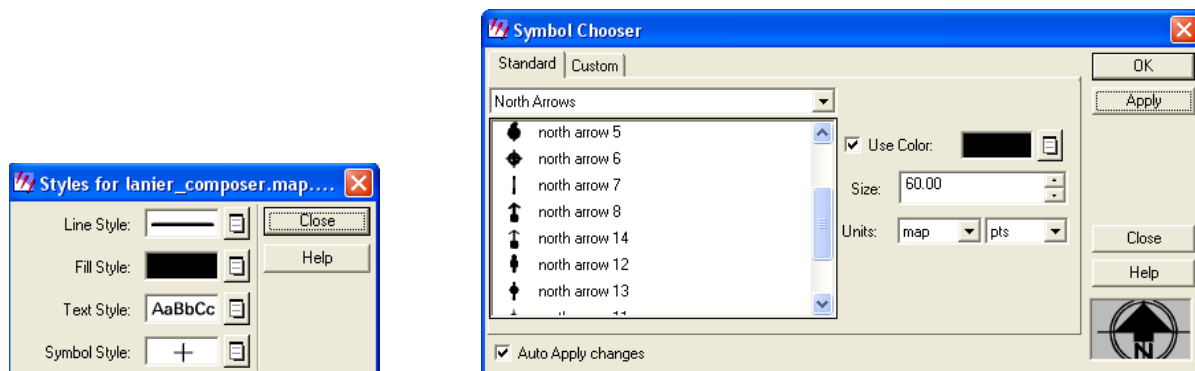 Symbol Chooser
Standard Custom
OK
North Arrows
Apply
north arrow 5
north arrow 6
Use Color:
north arrow 7
Size: 60.00
north arrow 8
north arrow 14
Units: map pts
north arrow 12
north arrow 13
Close
Help
Auto Apply changes
N
Styles for lanier_composer.map....
Line Style:
Close
Fill Style:
Help
Text Style: AaBbCc
Symbol Style: